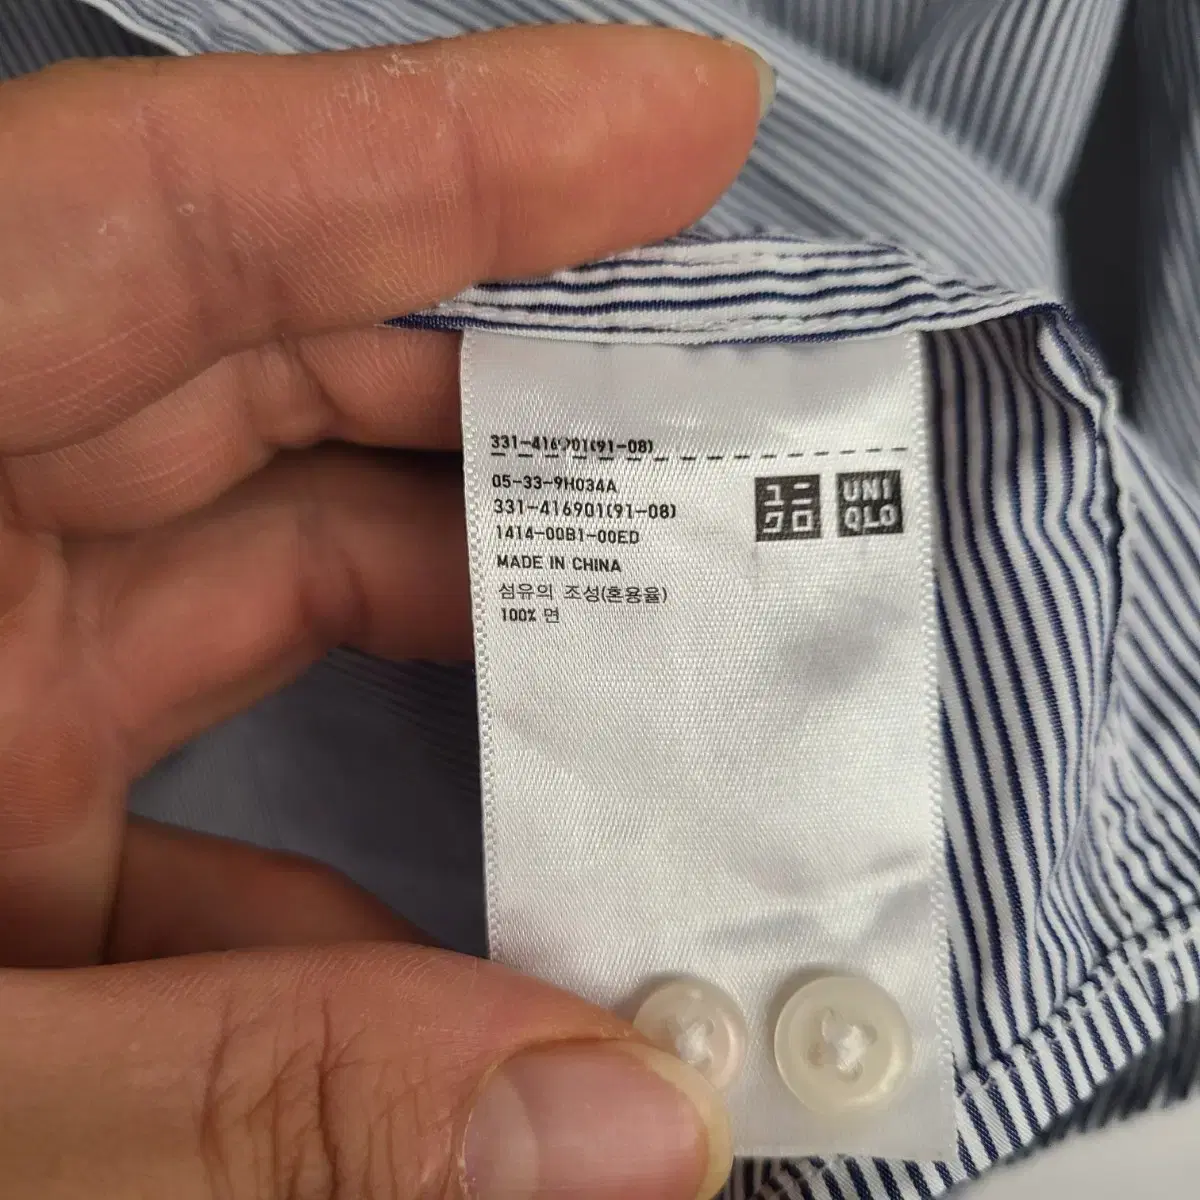 331-416901(91-08)
05-33-9H034A
331-416901(91-08)
1414-00B1-00ED
MADE IN CHINA
섬유의 조성(혼용율)
100% 면
ユニ
クロ
UNI
QLO